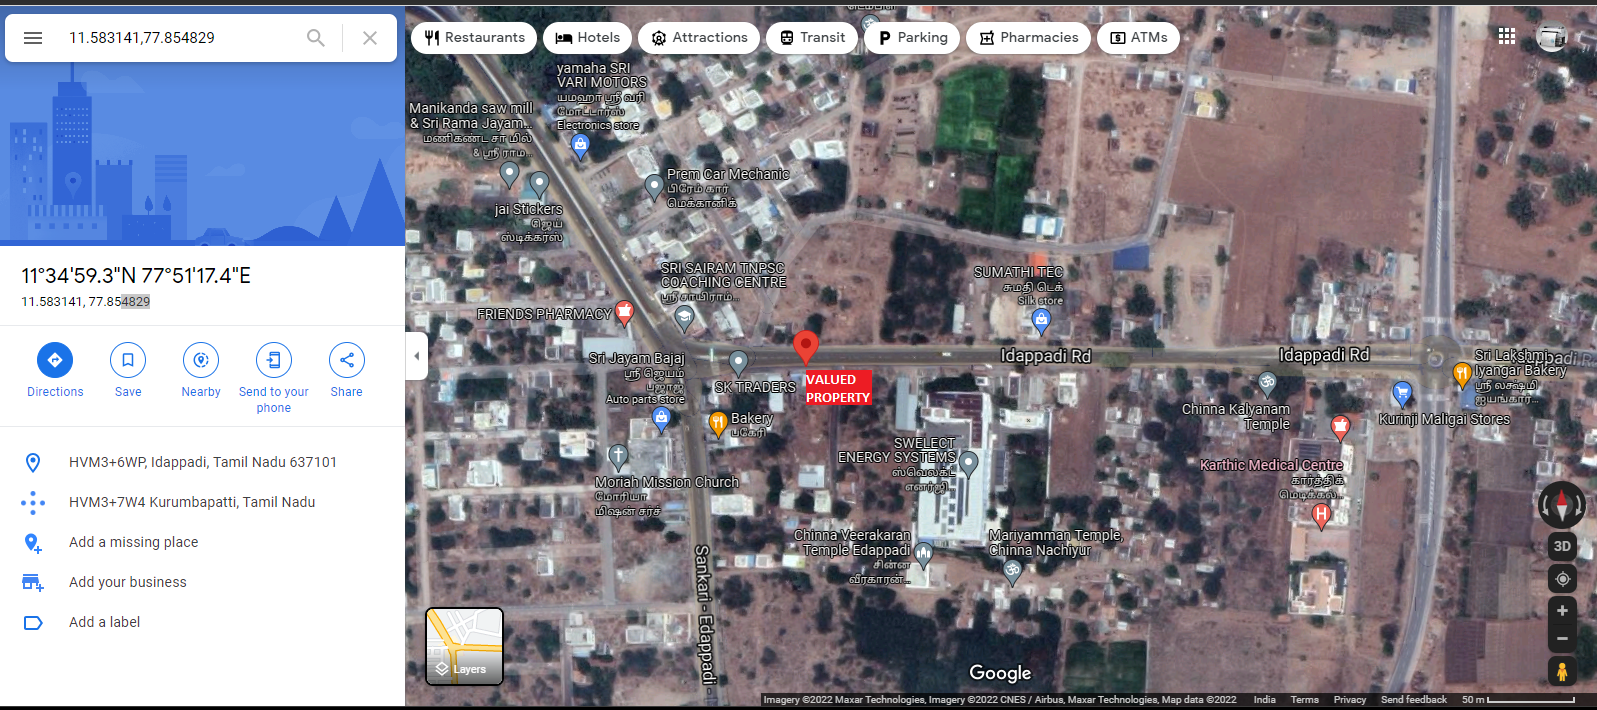 11.583141,77.854829
Restaurants
Hotels
Attractions
Transit
Parking
Pharmacies
ATMs
yamaha SRI
VARI MOTORS
யமஹா ஸ்ரீ வரி
மோட்டார்ஸ்
Electronics store
Manikanda saw mill
& Sri Rama Jayam...
மணிகண்ட சா மில்
& ஸ்ரீ ராம...
Prem Car Mechanic
பிரேம் கார்
மெக்கானிக்
jai Stickers
ஜெய்
ஸ்டிக்கர்ஸ்
11°34'59.3"N 77°51'17.4"E
11.583141, 77.854829
SRI SAIRAM TNPSC
COACHING CENTRE
ஸ்ரீ சாயிராம்...
SUMATHI TEC
சுமதி டெக்
Silk store
FRIENDS PHARMACY
Sri Jayam Bajaj
ஸ்ரீ ஜெயம்
பஜாஜ்
Auto parts store
SK TRADERS
VALUED
PROPERTY
Idappadi Rd
Idappadi Rd
Sri Lakshmi
Iyangar Bakery
ஸ்ரீ லக்ஷ்மி
ஐயங்கார்...
Directions
Save
Nearby
Send to your
phone
Share
Bakery
பகேரி
Chinna Kalyanam
Temple
Kurinji Maligai Stores
SWELECT
ENERGY SYSTEMS
ஸ்வெலக்ட்
எனர்ஜி...
Karthic Medical Centre
கார்த்திக்
மெடிக்கல்...
Moriah Mission Church
மோரியா
மிஷன் சர்ச்
HVM3+6WP, Idappadi, Tamil Nadu 637101
HVM3+7W4 Kurumbapatti, Tamil Nadu
Add a missing place
Add your business
Add a label
Chinna Veerakaran
Temple Edappadi
சின்ன
வீரகாரன்...
Mariyamman Temple,
Chinna Nachiyur
Sankari - Edappadi -
3D
Layers
Google
Imagery ©2022 Maxar Technologies, Imagery ©2022 CNES / Airbus, Maxar Technologies, Map data ©2022
India
Terms
Privacy
Send feedback
50 m